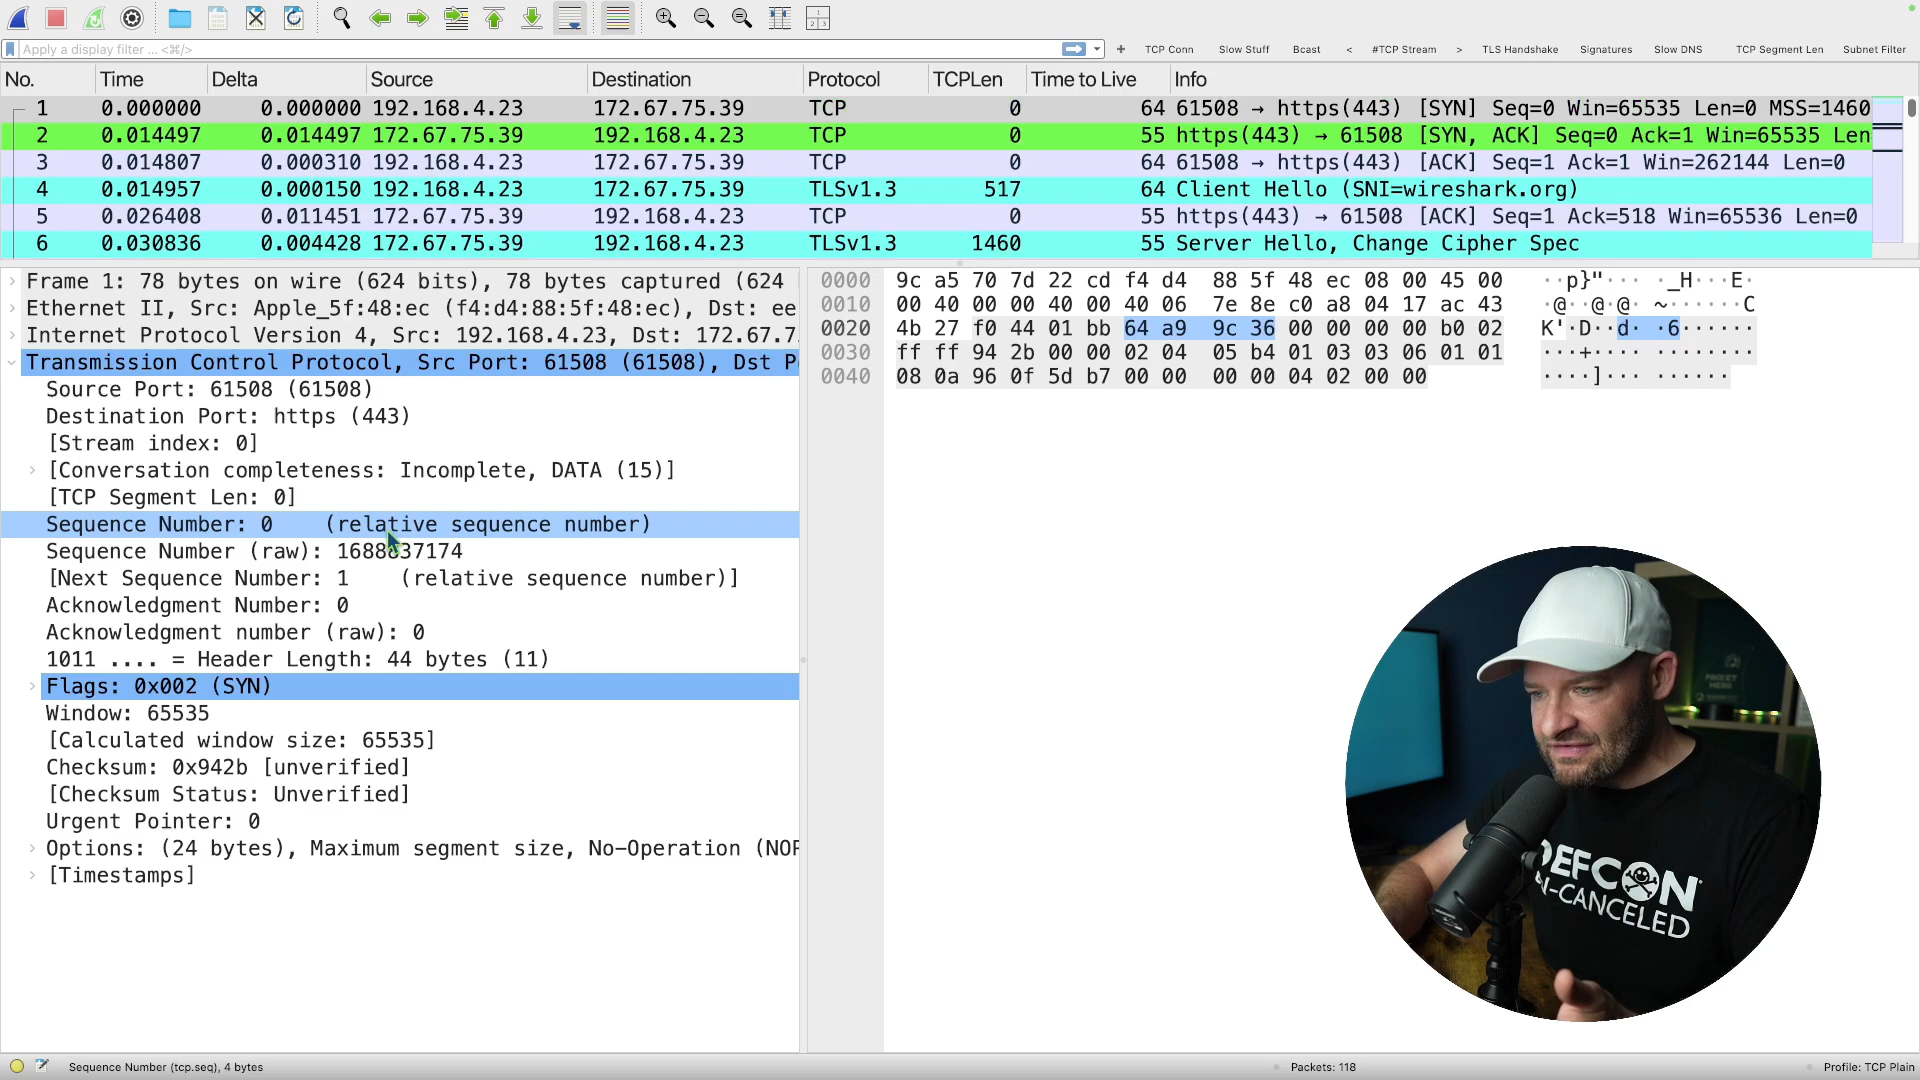 Apply a display filter ... <⌘/>
+ TCP Conn Slow Stuff Bcast < #TCP Stream > TLS Handshake Signatures Slow DNS TCP Segment Len Subnet Filter
No. Time Delta Source Destination Protocol TCPLen Time to Live Info
1 0.000000 0.000000 192.168.4.23 172.67.75.39 TCP 0 64 61508 → https(443) [SYN] Seq=0 Win=65535 Len=0 MSS=1460
2 0.014497 0.014497 172.67.75.39 192.168.4.23 TCP 0 55 https(443) → 61508 [SYN, ACK] Seq=0 Ack=1 Win=65535 Len
3 0.014807 0.000310 192.168.4.23 172.67.75.39 TCP 0 64 61508 → https(443) [ACK] Seq=1 Ack=1 Win=262144 Len=0
4 0.014957 0.000150 192.168.4.23 172.67.75.39 TLSv1.3 517 64 Client Hello (SNI=wireshark.org)
5 0.026408 0.011451 172.67.75.39 192.168.4.23 TCP 0 55 https(443) → 61508 [ACK] Seq=1 Ack=518 Win=65536 Len=0
6 0.030836 0.004428 172.67.75.39 192.168.4.23 TLSv1.3 1460 55 Server Hello, Change Cipher Spec
Frame 1: 78 bytes on wire (624 bits), 78 bytes captured (624
Ethernet II, Src: Apple_5f:48:ec (f4:d4:88:5f:48:ec), Dst: ee
Internet Protocol Version 4, Src: 192.168.4.23, Dst: 172.67.7
Transmission Control Protocol, Src Port: 61508 (61508), Dst P
Source Port: 61508 (61508)
Destination Port: https (443)
[Stream index: 0]
[Conversation completeness: Incomplete, DATA (15)]
[TCP Segment Len: 0]
Sequence Number: 0 (relative sequence number)
Sequence Number (raw): 1688837174
[Next Sequence Number: 1 (relative sequence number)]
Acknowledgment Number: 0
Acknowledgment number (raw): 0
1011 .... = Header Length: 44 bytes (11)
Flags: 0x002 (SYN)
Window: 65535
[Calculated window size: 65535]
Checksum: 0x942b [unverified]
[Checksum Status: Unverified]
Urgent Pointer: 0
Options: (24 bytes), Maximum segment size, No-Operation (NOP
[Timestamps]
0000 9c a5 70 7d 22 cd f4 d4 88 5f 48 ec 08 00 45 00 ··p}"··· ·_H···E·
0010 00 40 00 00 40 00 40 06 7e 8e c0 a8 04 17 ac 43 ·@··@·@· ~······C
0020 4b 27 f0 44 01 bb 64 a9 9c 36 00 00 00 00 b0 02 K'·D··d· ·6······
0030 ff ff 94 2b 00 00 02 04 05 b4 01 03 03 06 01 01 ···+···· ········
0040 08 0a 96 0f 5d b7 00 00 00 00 04 02 00 00 ····]··· ······
PACKET
HERO
DEFCON
N-CANCELED
Sequence Number (tcp.seq), 4 bytes
Packets: 118
Profile: TCP Plain